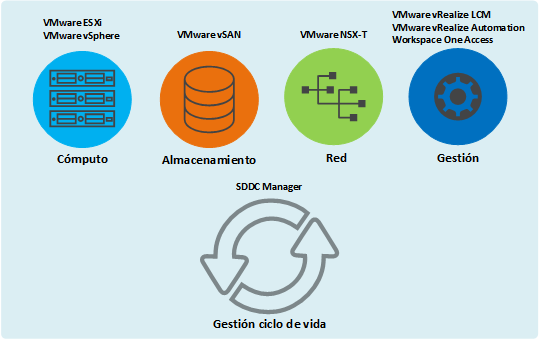 VMware ESXi
VMware vSphere
Cómputo
VMware vSAN
Almacenamiento
VMware NSX-T
Red
VMware vRealize LCM
VMware vRealize Automation
Workspace One Access
Gestión
SDDC Manager
Gestión ciclo de vida